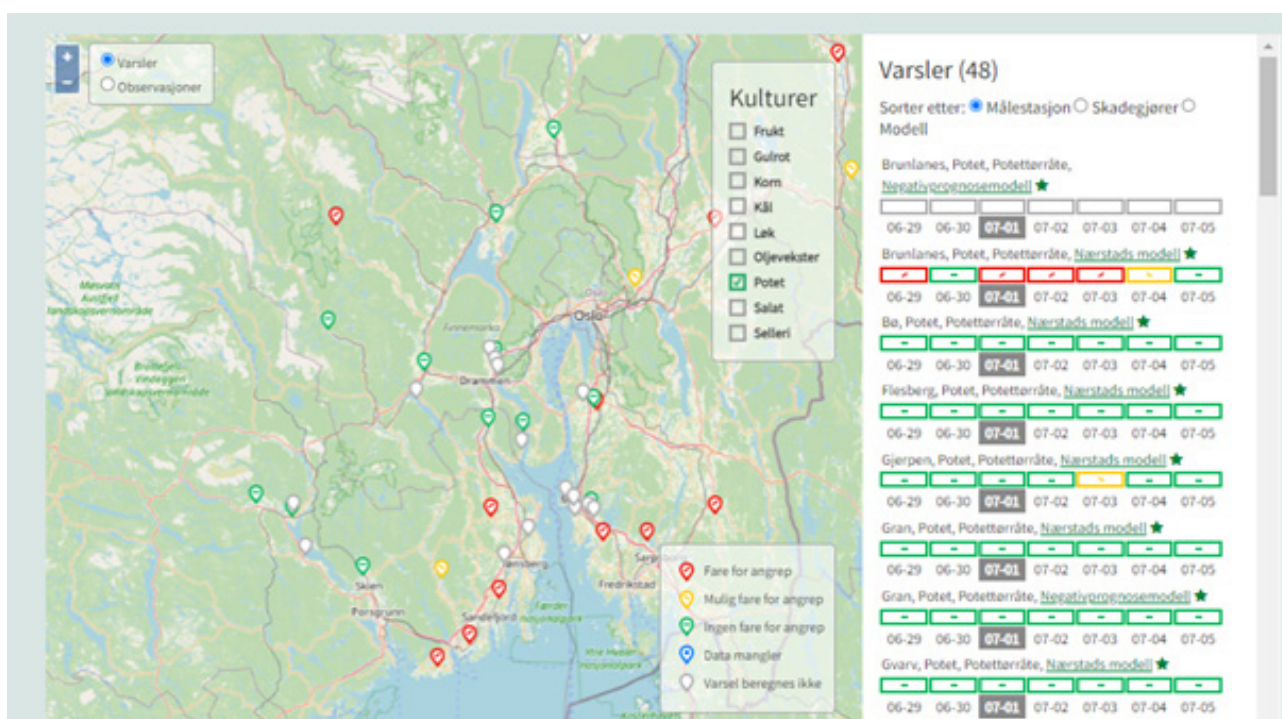 +
−
Varsler
Observasjoner
Kulturer
Frukt
Gulrot
Korn
Kål
Løk
Oljevekster
Potet
Salat
Selleri
Finnemarka
Oslo
Drammen
Skien
Porsgrunn
Sandefjord
Færder
nasjonalpark
Fredrikstad
Fare for angrep
Mulig fare for angrep
Ingen fare for angrep
Data mangler
Varsel beregnes ikke
Varsler (48)
Sorter etter: Målestasjon Skadegjører
Modell
Brunlanes, Potet, Potettørråte,
Negativprognosemodell
06-29 06-30 07-01 07-02 07-03 07-04 07-05
Brunlanes, Potet, Potettørråte, Nærstads modell
06-29 06-30 07-01 07-02 07-03 07-04 07-05
Bø, Potet, Potettørråte, Nærstads modell
06-29 06-30 07-01 07-02 07-03 07-04 07-05
Flesberg, Potet, Potettørråte, Nærstads modell
06-29 06-30 07-01 07-02 07-03 07-04 07-05
Gjerpen, Potet, Potettørråte, Nærstads modell
06-29 06-30 07-01 07-02 07-03 07-04 07-05
Gran, Potet, Potettørråte, Nærstads modell
06-29 06-30 07-01 07-02 07-03 07-04 07-05
Gran, Potet, Potettørråte, Negativprognosemodell
06-29 06-30 07-01 07-02 07-03 07-04 07-05
Gvarv, Potet, Potettørråte, Nærstads modell
06-29 06-30 07-01 07-02 07-03 07-04 07-05